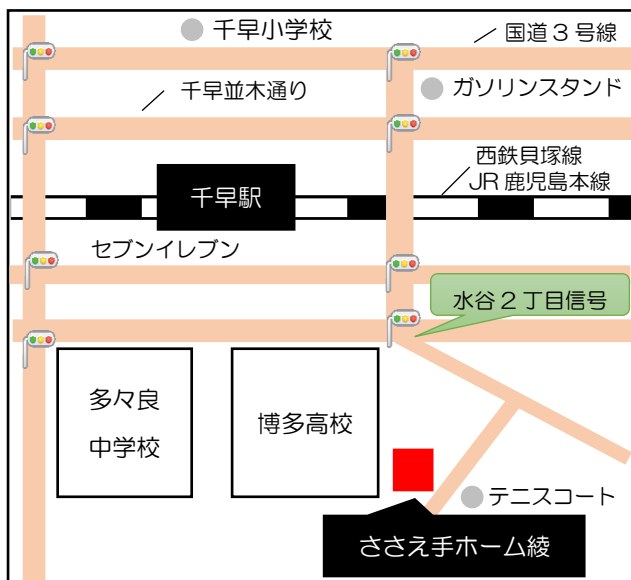 千早小学校
国道3号線
ガソリンスタンド
千早並木通り
西鉄貝塚線
JR鹿児島本線
千早駅
セブンイレブン
水谷2丁目信号
多々良
中学校
博多高校
テニスコート
ささえ手ホーム綾